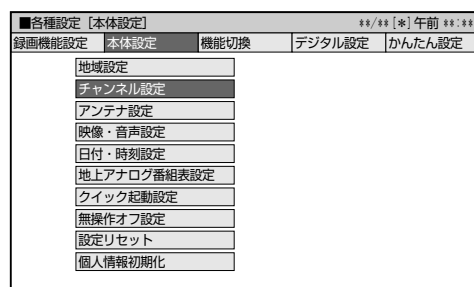 ■各種設定［本体設定］ **/**[*]午前**:**
録画機能設定 本体設定 機能切換 デジタル設定 かんたん設定
地域設定
チャンネル設定
アンテナ設定
映像・音声設定
日付・時刻設定
地上アナログ番組表設定
クイック起動設定
無操作オフ設定
設定リセット
個人情報初期化